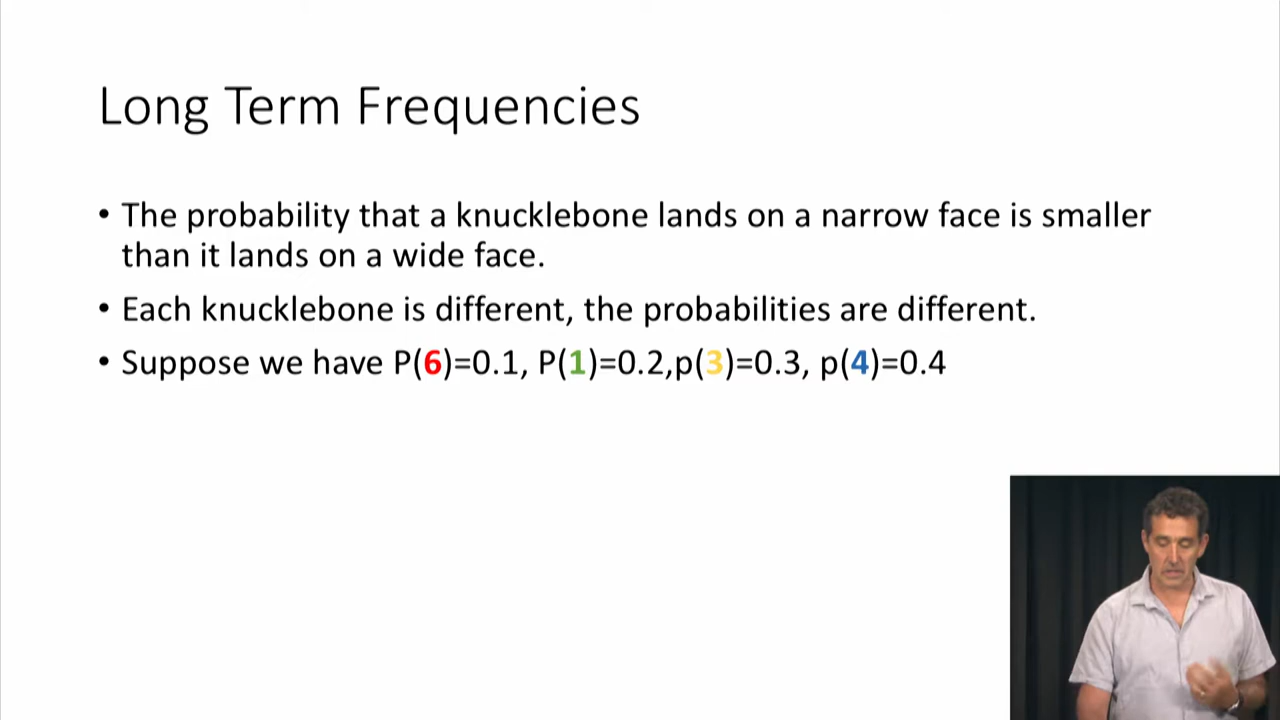 Long Term Frequencies
• The probability that a knucklebone lands on a narrow face is smaller
than it lands on a wide face.
• Each knucklebone is different, the probabilities are different.
• Suppose we have P(6)=0.1, P(1)=0.2,p(3)=0.3, p(4)=0.4